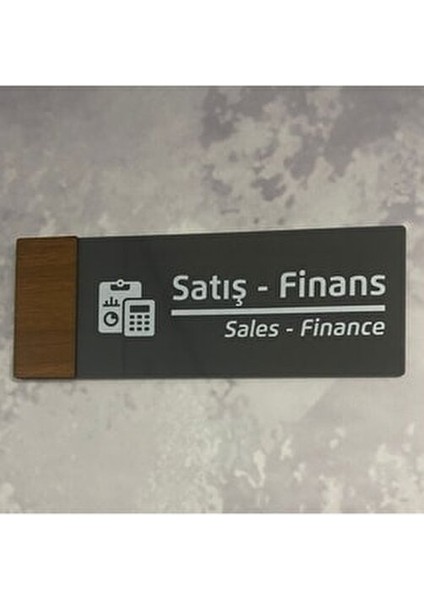 Satış - Finans
Sales - Finance